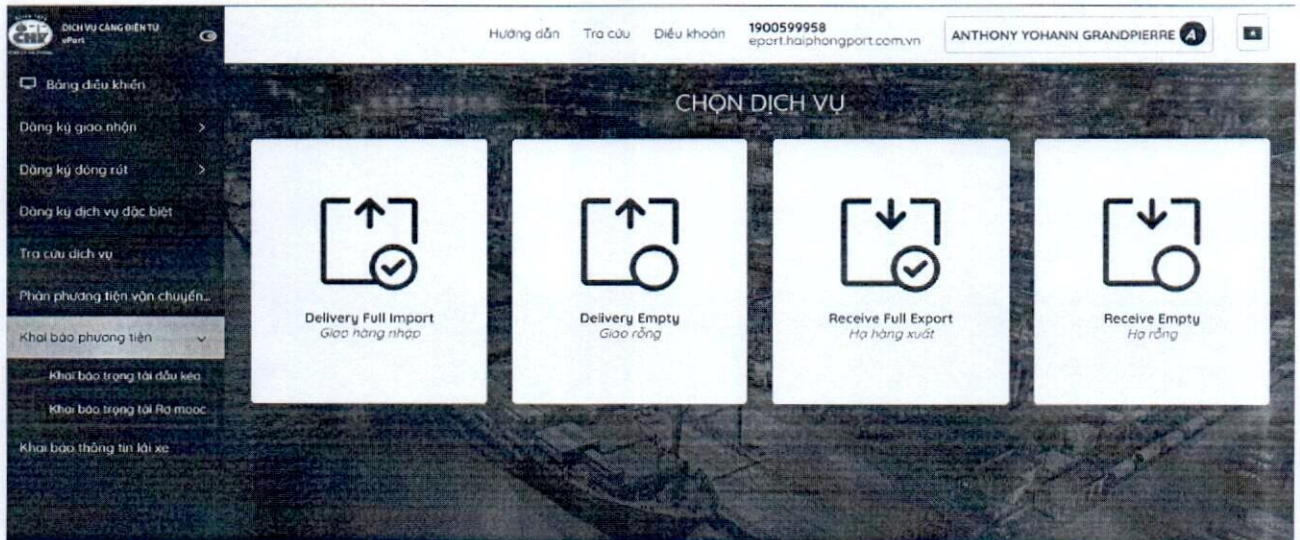 CHV
DỊCH VỤ CẢNG ĐIỆN TỬ
ePort
Hướng dẫn
Tra cứu
Điều khoản
1900599958
eport.haiphongport.com.vn
ANTHONY YOHANN GRANDPIERRE A
Bảng điều khiển
Đăng ký giao nhận
Đăng ký đóng rút
Đăng ký dịch vụ đặc biệt
Tra cứu dịch vụ
Phân phương tiện vận chuyển...
Khai báo phương tiện
Khai báo trọng tải đầu kéo
Khai báo trọng tải Rơ mooc
Khai báo thông tin lái xe
CHỌN DỊCH VỤ
Delivery Full Import
Giao hàng nhập
Delivery Empty
Giao rỗng
Receive Full Export
Hạ hàng xuất
Receive Empty
Hạ rỗng